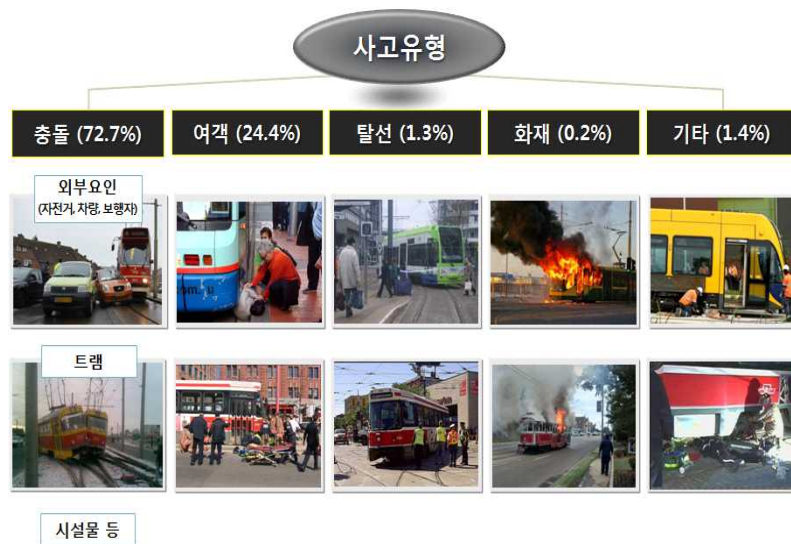 사고유형
충돌 (72.7%)
여객 (24.4%)
탈선 (1.3%)
화재 (0.2%)
기타 (1.4%)
외부요인
(자전거, 차량, 보행자)
트램
시설물 등